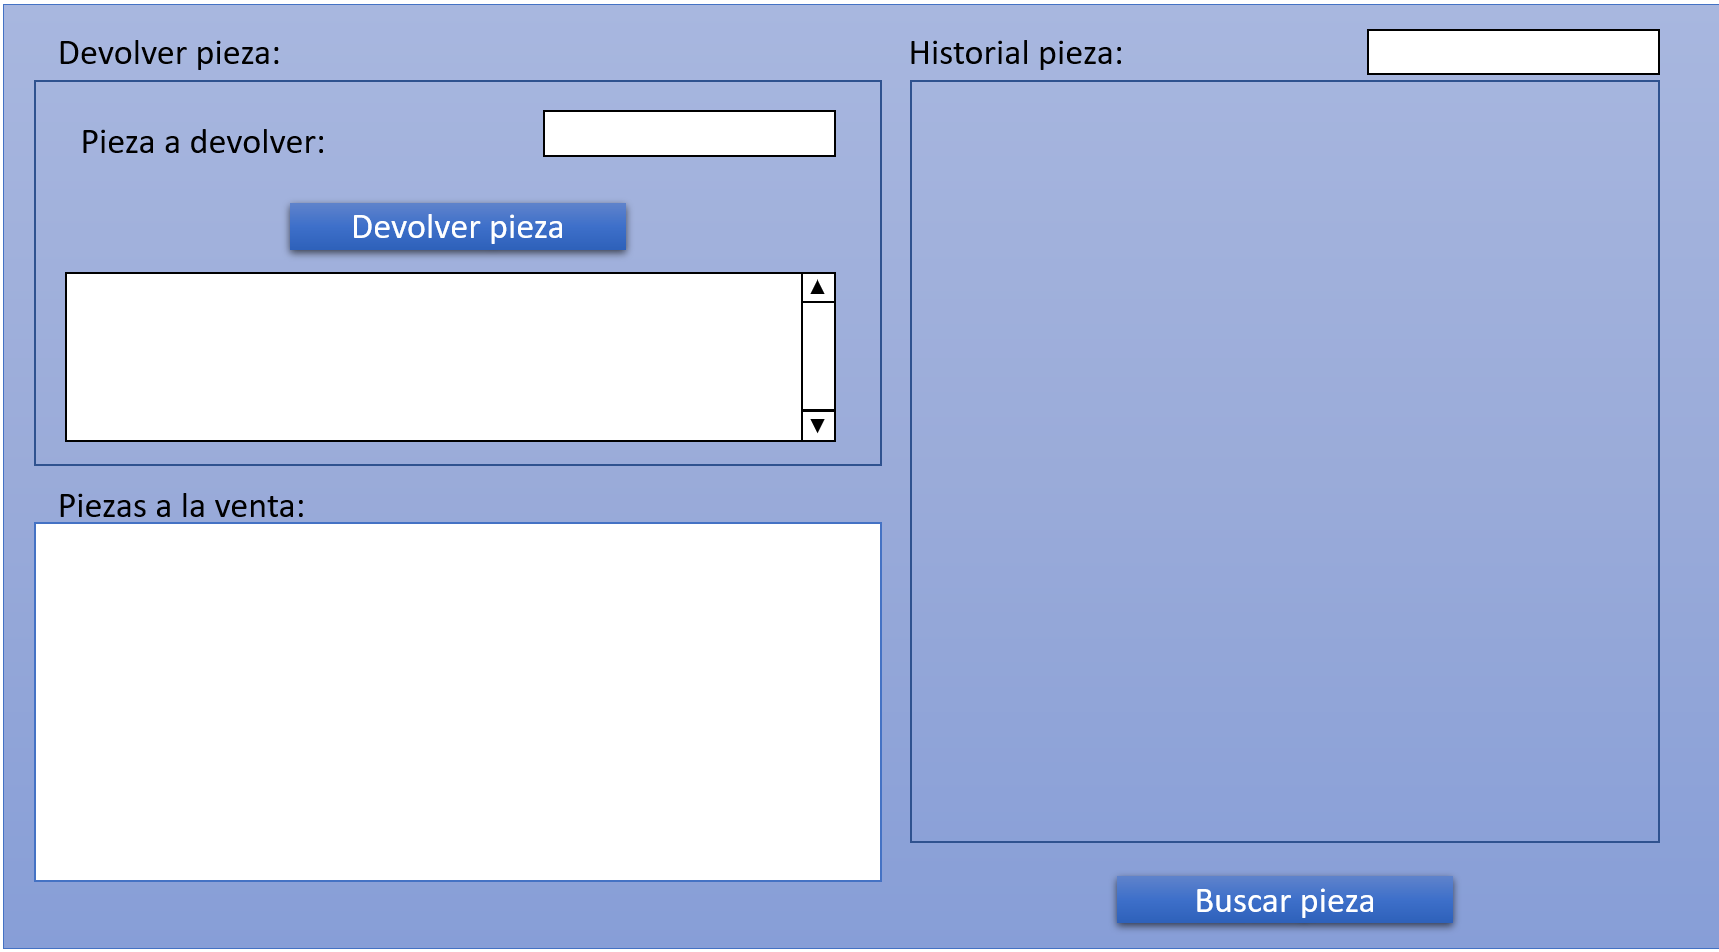 Devolver pieza:
Pieza a devolver:
Devolver pieza
▲
▼
Piezas a la venta:
Historial pieza:
Buscar pieza